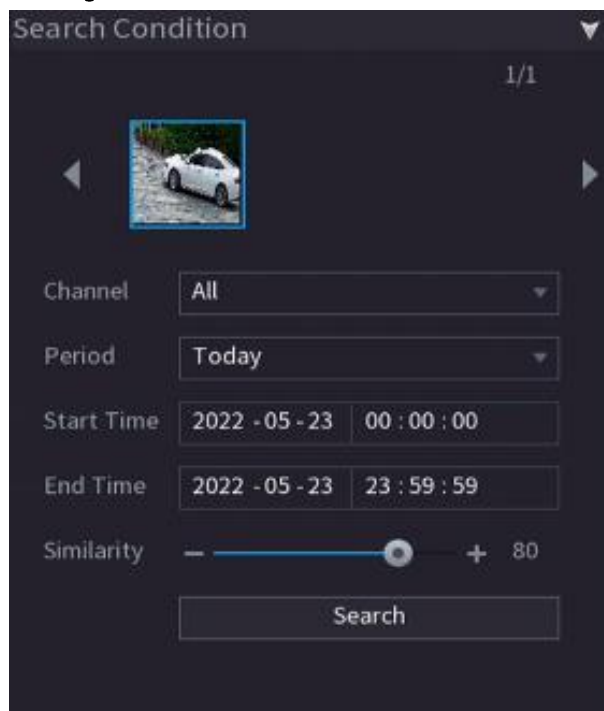 Search Condition
1/1
Channel All
Period Today
Start Time 2022 - 05 - 23 00 : 00 : 00
End Time 2022 - 05 - 23 23 : 59 : 59
Similarity 80
Search